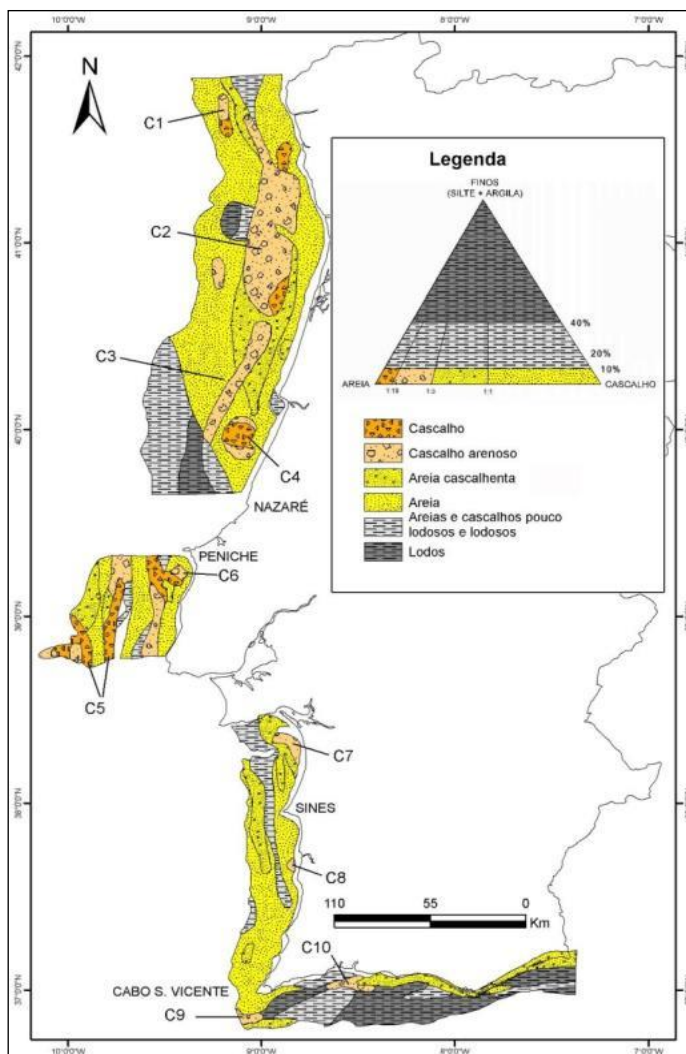 10°0'0"W
9°0'0"W
8°0'0"W
7°0'0"W
42°0'0"N
41°0'0"N
40°0'0"N
39°0'0"N
38°0'0"N
37°0'0"N
N
C1
C2
C3
C4
NAZARÉ
PENICHE
C6
C5
C7
SINES
C8
C10
CABO S. VICENTE
C9
Legenda
FINOS
(SILTE + ARGILA)
40%
20%
10%
AREIA
CASCALHO
1:1
Cascalho
Cascalho arenoso
Areia cascalhenta
Areia
Areias e cascalhos pouco
lodosos e lodosos
Lodos
110
55
0
Km
10°0'0"W
9°0'0"W
8°0'0"W
7°0'0"W